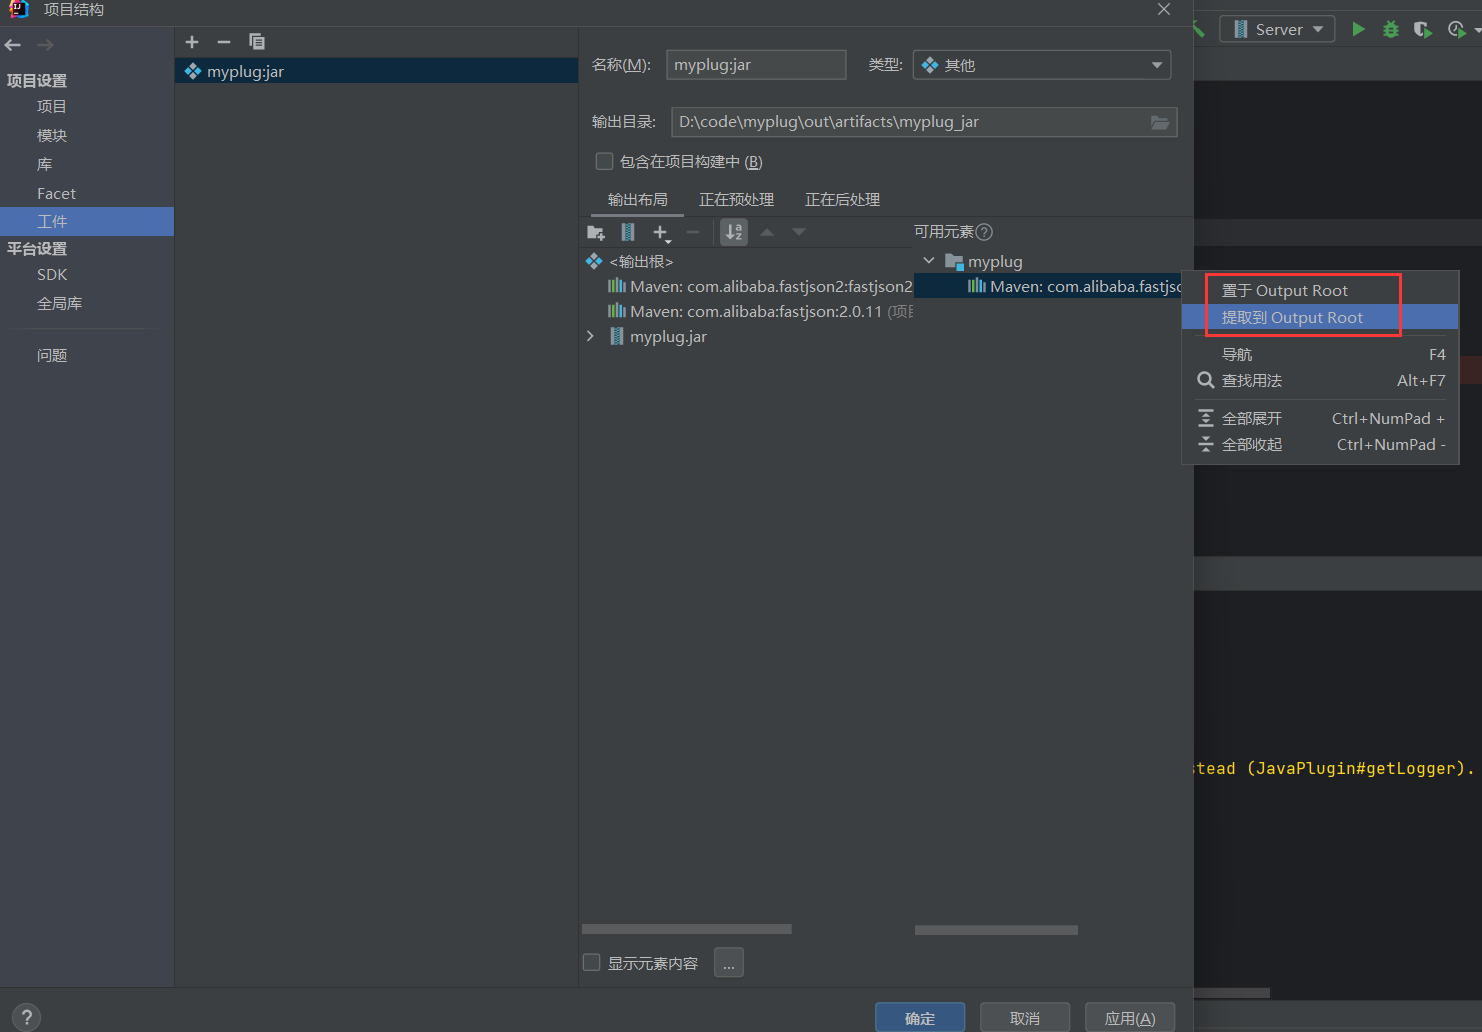 项目结构
Server
项目设置
项目
模块
库
Facet
工件
平台设置
SDK
全局库
问题
myplug:jar
名称(M): myplug:jar 类型: 其他
输出目录: D:\code\myplug\out\artifacts\myplug_jar
包含在项目构建中 (B)
输出布局 正在预处理 正在后处理
可用元素
<输出根>
Maven: com.alibaba.fastjson2:fastjson2
Maven: com.alibaba:fastjson:2.0.11 (项目
myplug.jar
myplug
Maven: com.alibaba.fastjso
置于 Output Root
提取到 Output Root
导航 F4
查找用法 Alt+F7
全部展开 Ctrl+NumPad +
全部收起 Ctrl+NumPad -
stead (JavaPlugin#getLogger).
显示元素内容 ...
? 确定 取消 应用(A)